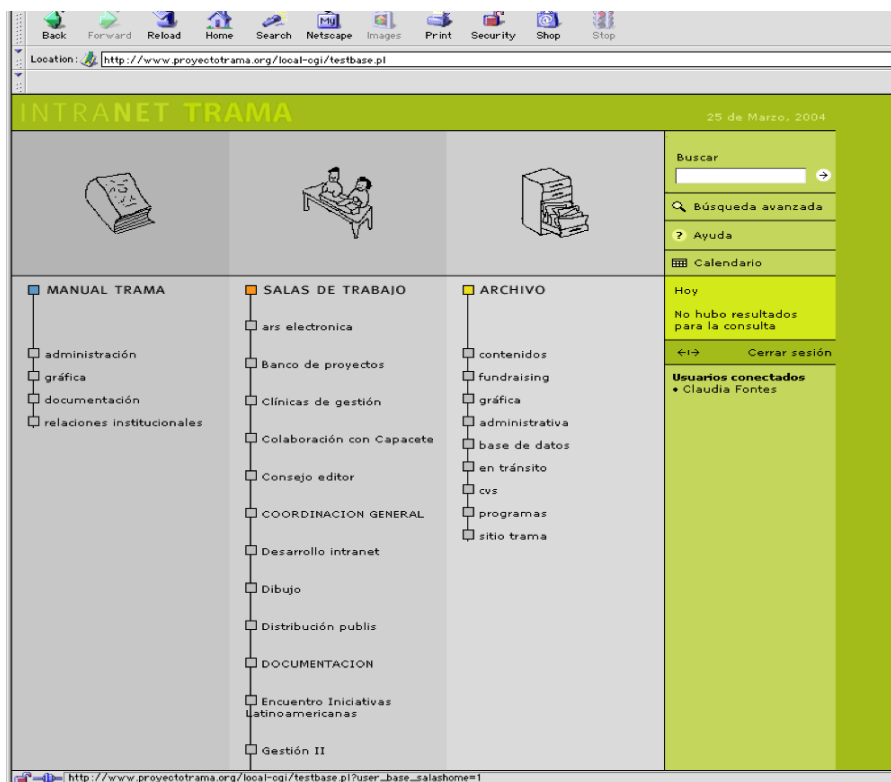 Back Forward Reload Home Search Netscape Images Print Security Shop Stop
Location: http://www.proyectotrama.org/local-cgi/testbase.pl
INTRANET TRAMA
25 de Marzo, 2004
Buscar
Búsqueda avanzada
? Ayuda
Calendario
Hoy
No hubo resultados
para la consulta
Cerrar sesión
Usuarios conectados
• Claudia Fontes
MANUAL TRAMA
administración
gráfica
documentación
relaciones institucionales
SALAS DE TRABAJO
ars electronica
Banco de proyectos
Clínicas de gestión
Colaboración con Capacete
Consejo editor
COORDINACION GENERAL
Desarrollo intranet
Dibujo
Distribución publis
DOCUMENTACION
Encuentro Iniciativas
Latinoamericanas
Gestión II
ARCHIVO
contenidos
fundraising
gráfica
administrativa
base de datos
en tránsito
cvs
programas
sitio trama
http://www.proyectotrama.org/local-cgi/testbase.pl?user_base_salashome=1